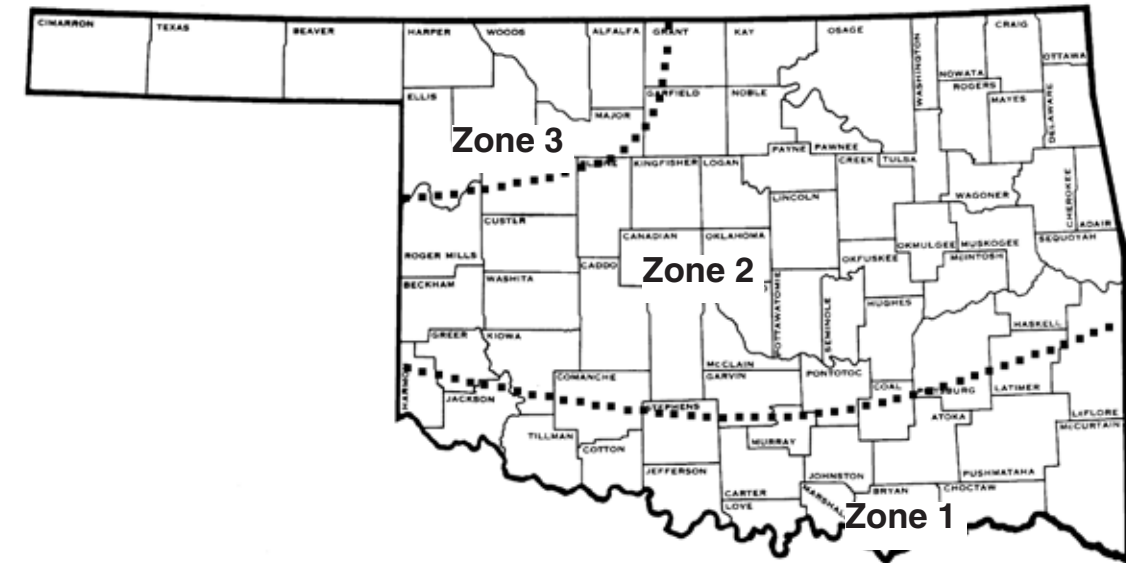 CIMARRON
TEXAS
BEAVER
HARPER
WOODS
ALFALFA
GRANT
KAY
OSAGE
WASHINGTON
CRAIG
NOWATA
OTTAWA
ROGERS
MAYES
DELAWARE
ELLIS
MAJOR
GARFIELD
NOBLE
Zone 3
PAYNE
PAWNEE
KINGFISHER
LOGAN
CREEK
TULSA
LINCOLN
WAGONER
CHEROKEE
ADAIR
CUSTER
ROGER MILLS
CANADIAN
OKLAHOMA
OKMULGEE
MUSKOGEE
SEQUOYAH
OKFUSKEE
McINTOSH
CADDO
Zone 2
BECKHAM
WASHITA
POTTAWATOMIE
SEMINOLE
HUGHES
HASKELL
GREER
KIOWA
McCLAIN
GARVIN
PONTOTOC
COAL
LATIMER
HARMON
JACKSON
COMANCHE
STEPHENS
ATOKA
LeFLORE
McCURTAIN
TILLMAN
COTTON
MURRAY
JEFFERSON
JOHNSTON
PUSHMATAHA
CARTER
BRYAN
CHOCTAW
LOVE
Zone 1